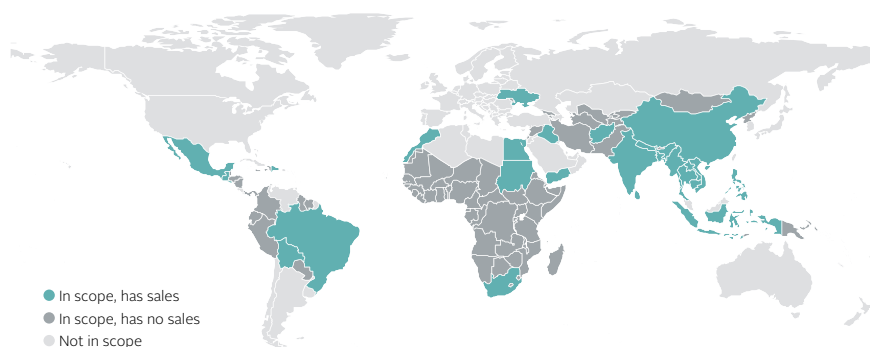 In scope, has sales
In scope, has no sales
Not in scope